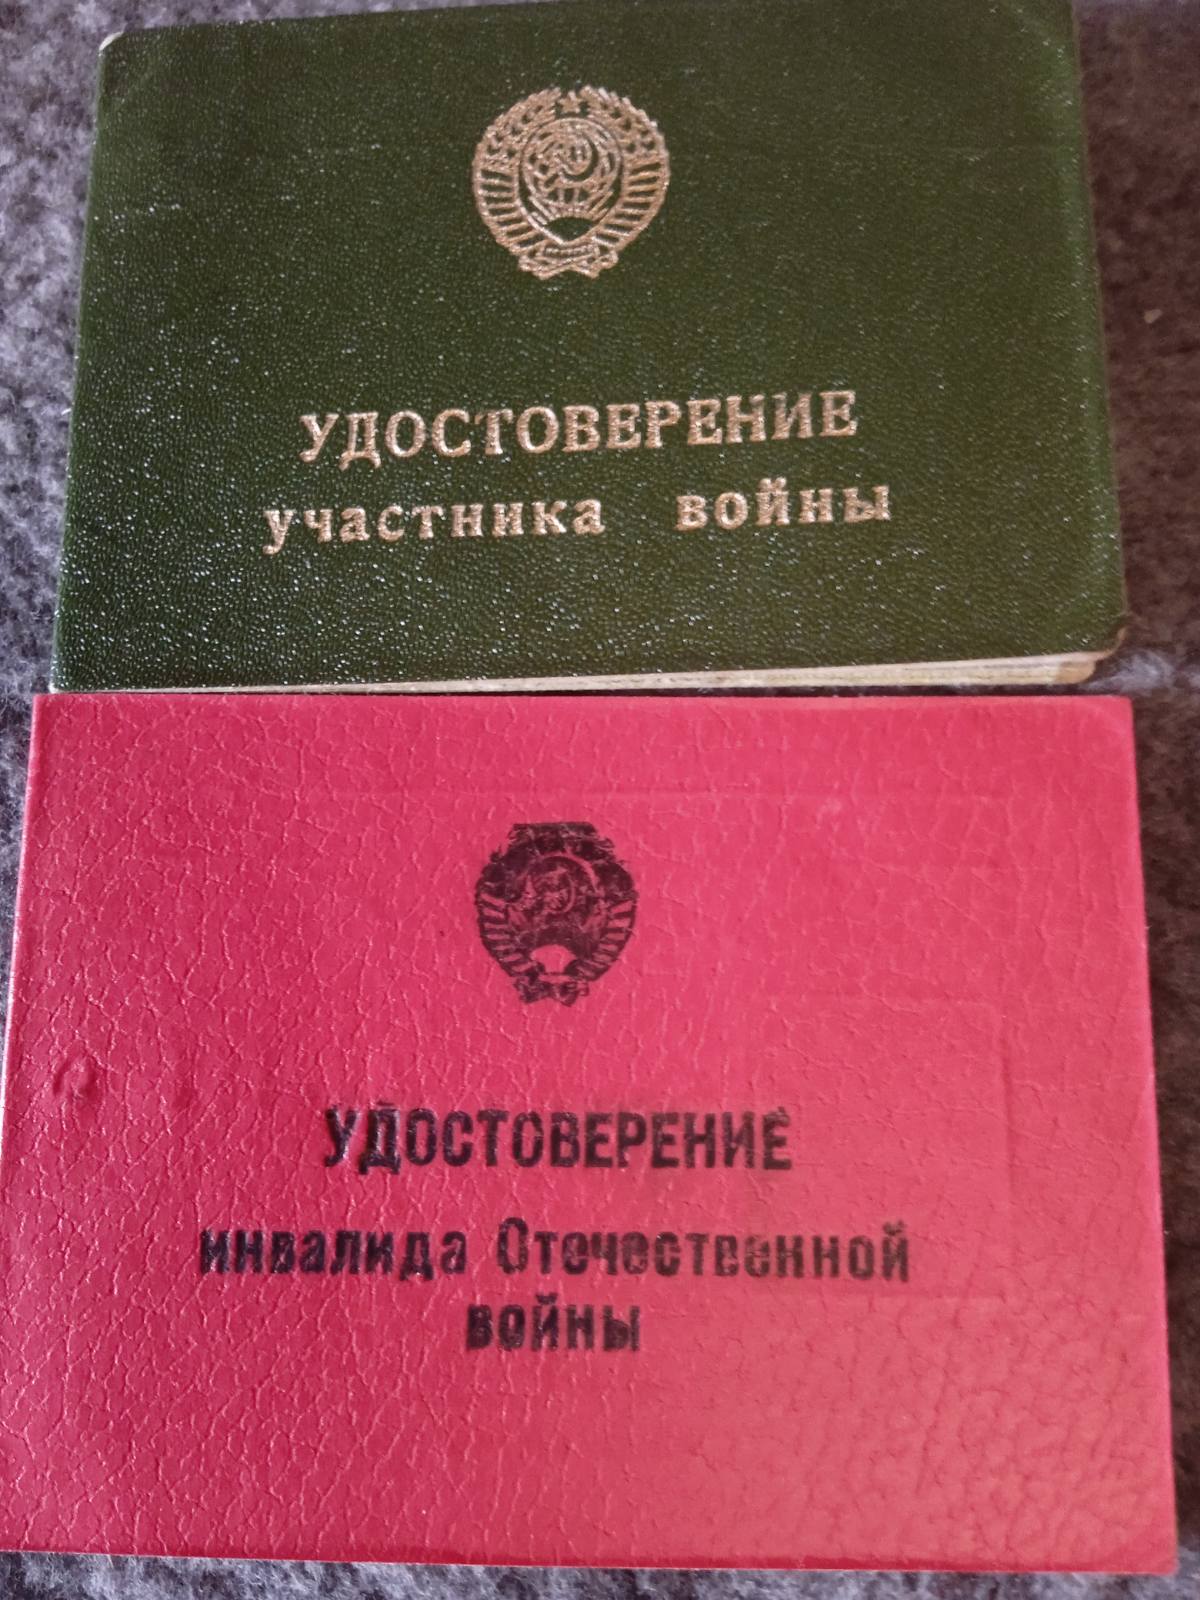 УДОСТОВЕРЕНИЕ
участника войны
УДОСТОВЕРЕНИЕ
инвалида Отечественной
войны